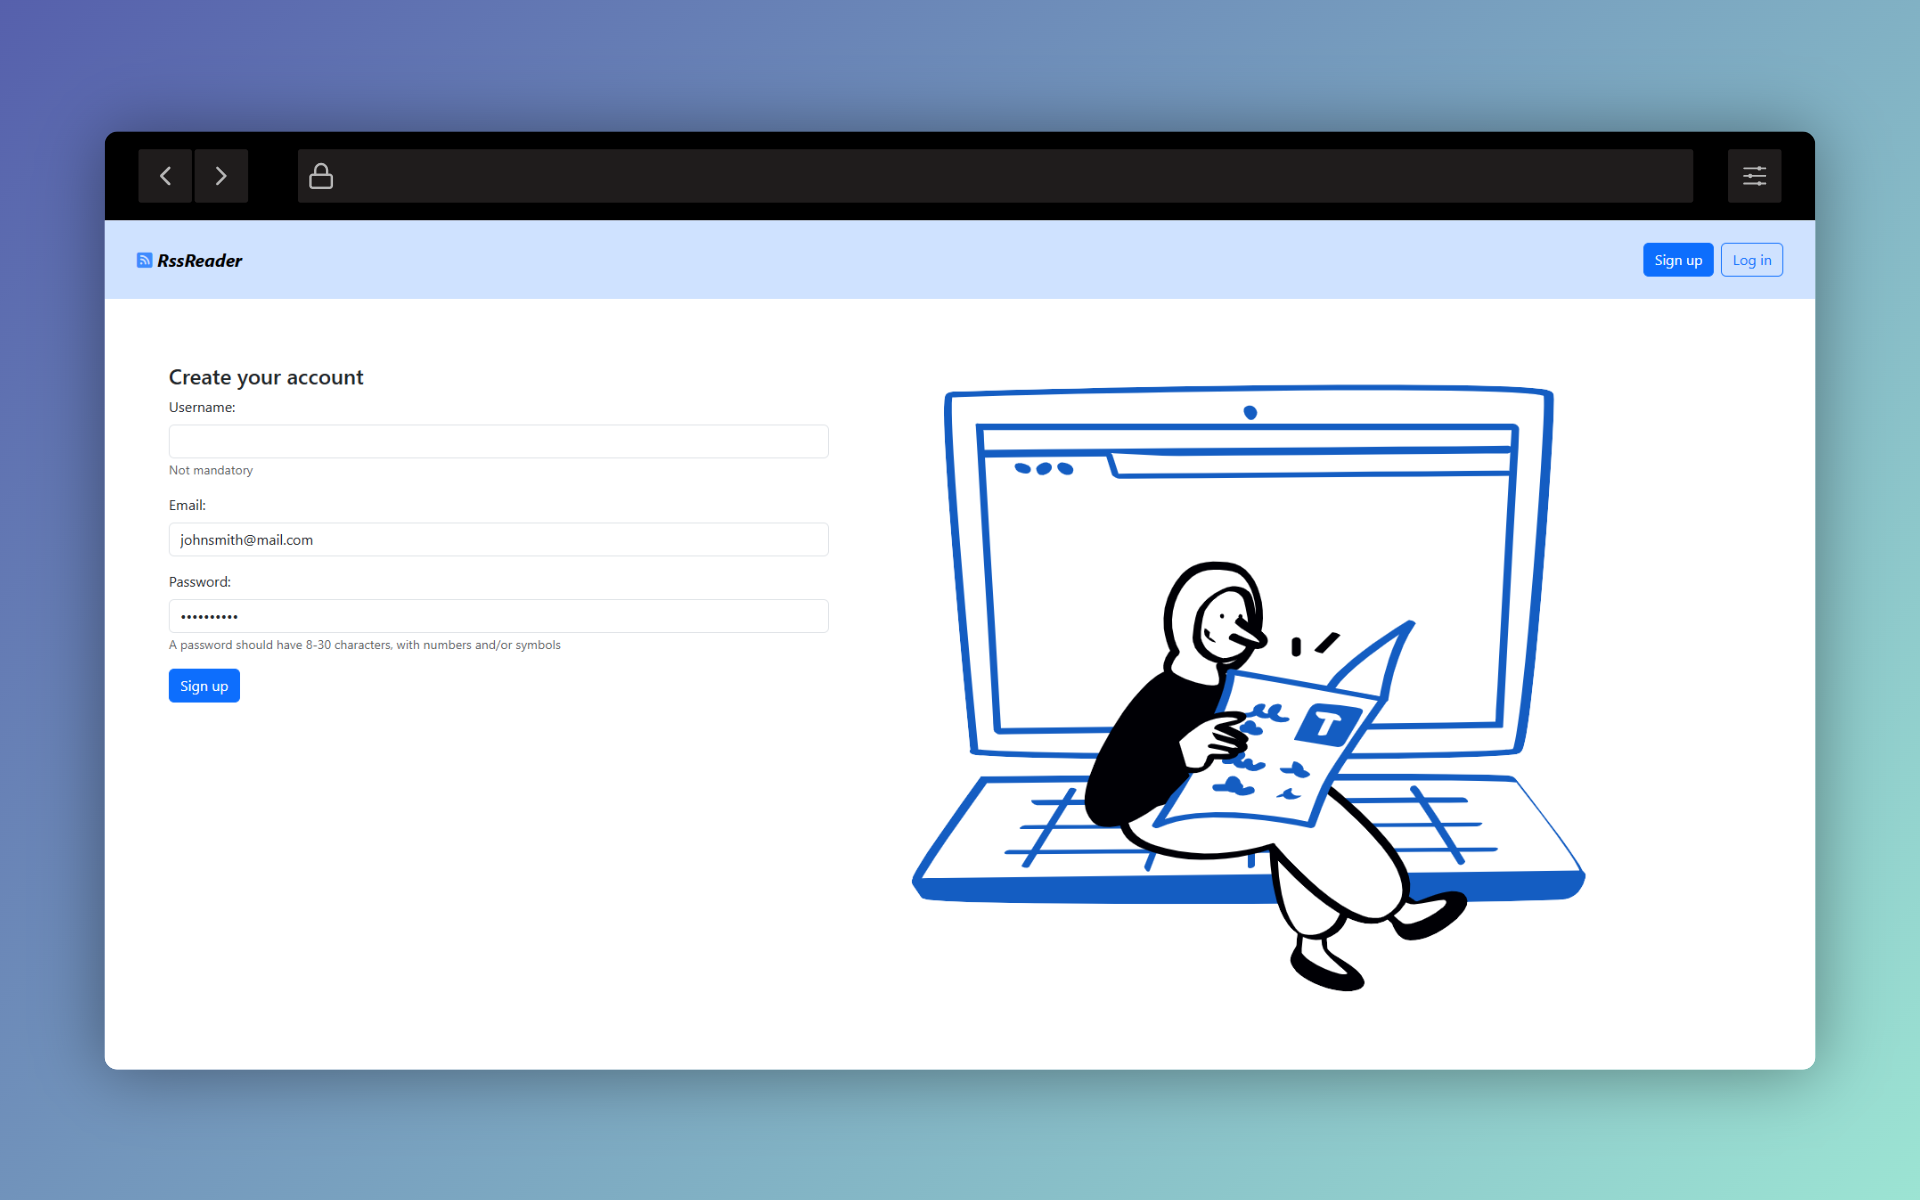 RssReader
Sign up
Log in
Create your account
Username:
Not mandatory
Email:
johnsmith@mail.com
Password:
••••••••••
A password should have 8-30 characters, with numbers and/or symbols
Sign up
T